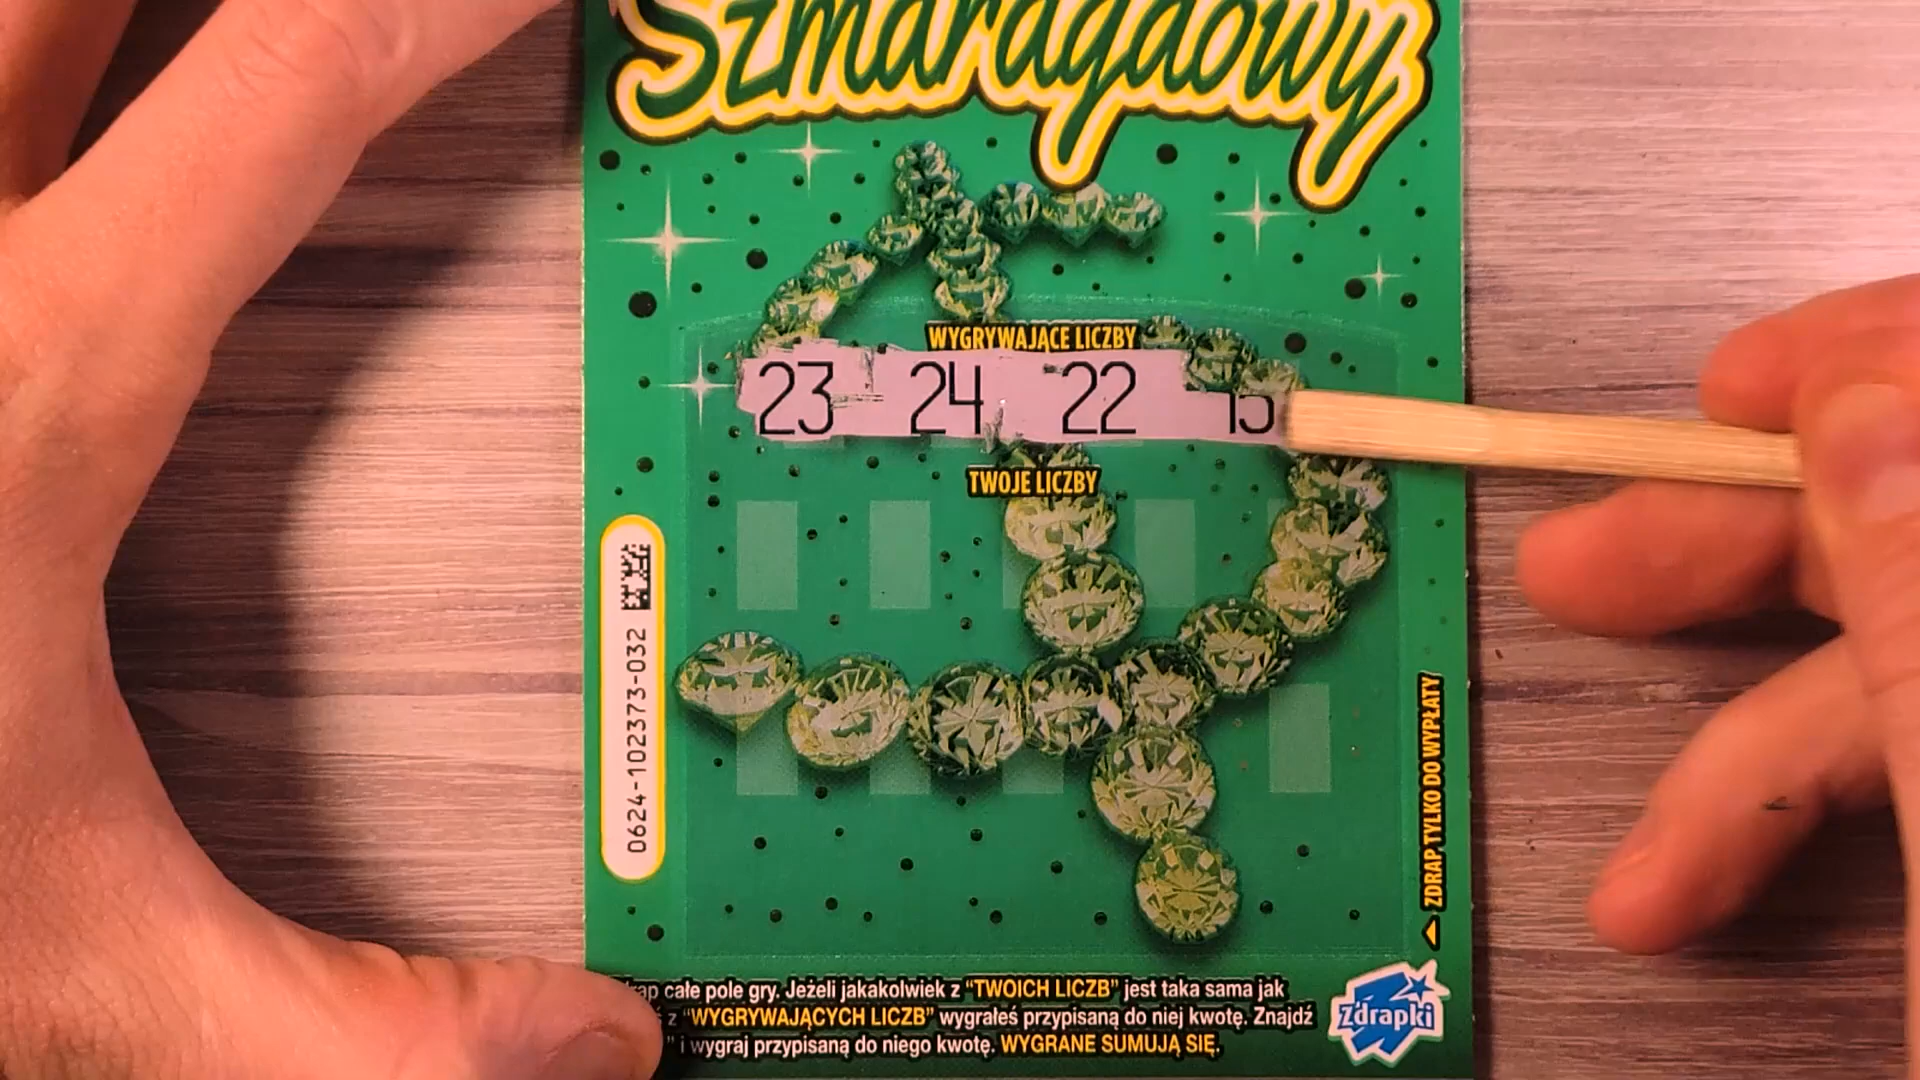 Szmaragdowy
WYGRYWAJĄCE LICZBY
23 24 22
TWOJE LICZBY
0624-102373-032
ZDRAP TYLKO DO WYPŁATY
całe pole gry. Jeżeli jakakolwiek z “TWOICH LICZB” jest taka sama jak
z “WYGRYWAJĄCYCH LICZB” wygrałeś przypisaną do niej kwotę. Znajdź
” i wygraj przypisaną do niego kwotę. WYGRANE SUMUJĄ SIĘ.
Zdrapki